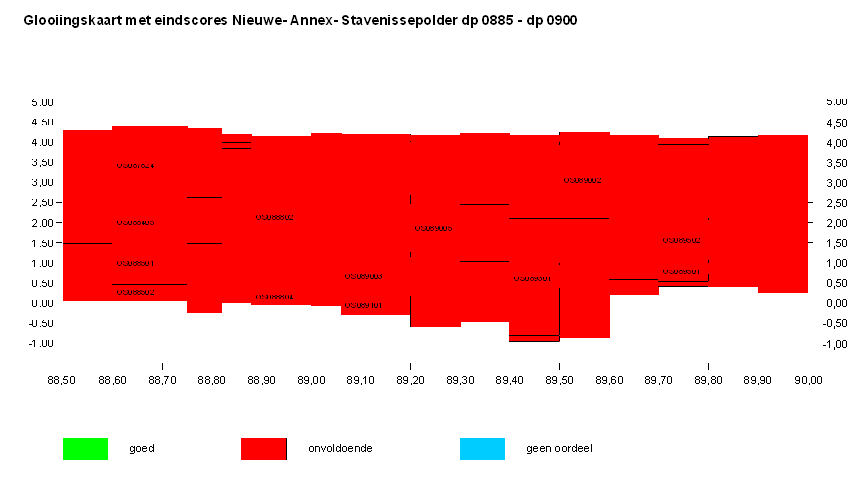 Glooiingskaart met eindscores Nieuwe- Annex- Stavenissepolder dp 0885 - dp 0900
5,00 5,00
4,50 4,50
4,00 4,00
3,50 3,50
3,00 3,00
2,50 2,50
2,00 2,00
1,50 1,50
1,00 1,00
0,50 0,50
0,00 0,00
-0,50 -0,50
-1,00 -1,00
OS089002
OS088802
OS089502
88,50 88,60 88,70 88,80 88,90 89,00 89,10 89,20 89,30 89,40 89,50 89,60 89,70 89,80 89,90 90,00
goed onvoldoende geen oordeel